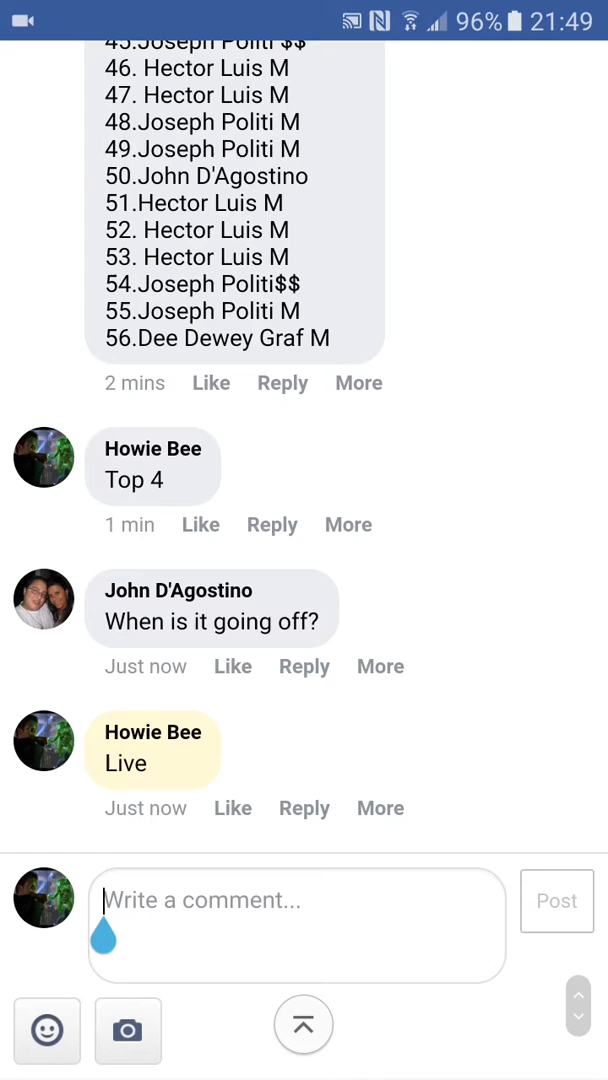 96% 21:49
45.Joseph Politi $$
46. Hector Luis M
47. Hector Luis M
48.Joseph Politi M
49.Joseph Politi M
50.John D'Agostino
51.Hector Luis M
52. Hector Luis M
53. Hector Luis M
54.Joseph Politi$$
55.Joseph Politi M
56.Dee Dewey Graf M
2 mins Like Reply More
Howie Bee
Top 4
1 min Like Reply More
John D'Agostino
When is it going off?
Just now Like Reply More
Howie Bee
Live
Just now Like Reply More
Write a comment...
Post